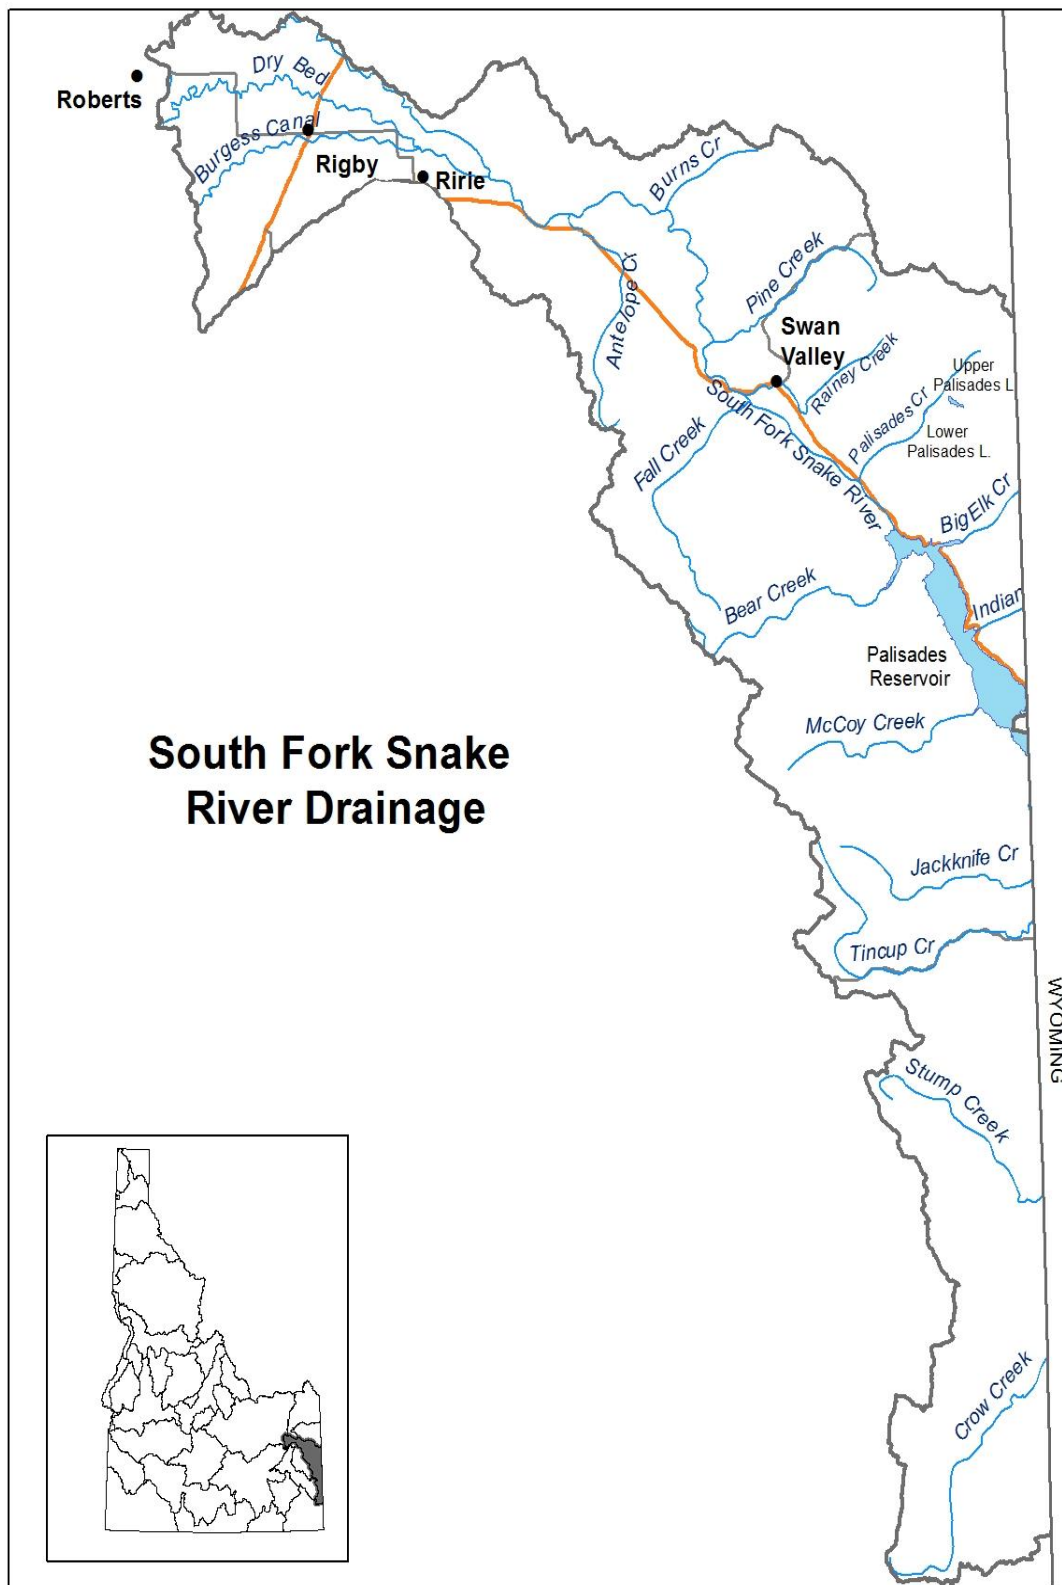 Dry Bed
Roberts
Burgess Canal
Rigby
Ririe
Burns Cr
Antelope Cr
Pine Creek
Swan
Valley
Rainey Creek
Upper
Palisades L
Palisades Cr
Lower
Palisades L.
South Fork Snake River
Fall Creek
Big Elk Cr
Bear Creek
Indian
Palisades
Reservoir
McCoy Creek
South Fork Snake
River Drainage
Jackknife Cr
Tincup Cr
WYOMING
Stump Creek
Crow Creek